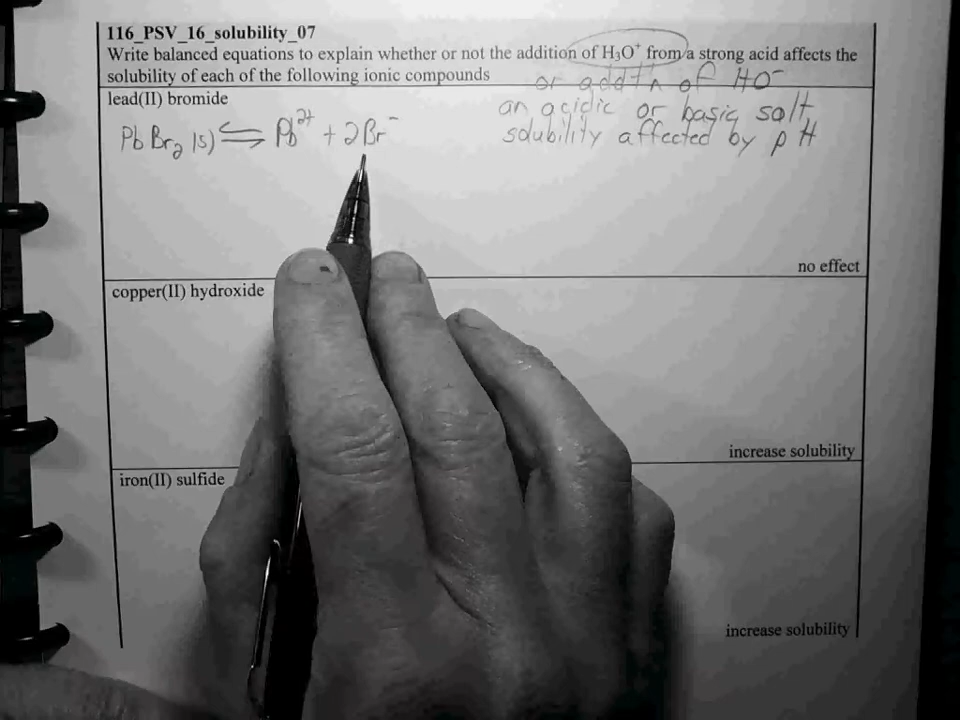 116_PSV_16_solubility_07
Write balanced equations to explain whether or not the addition of H₃O⁺ from a strong acid affects the
solubility of each of the following ionic compounds
or addtn of HO⁻
lead(II) bromide
an acidic or basic salt
solubility affected by pH
PbBr₂ (s) ⇌ Pb²⁺ + 2Br⁻
no effect
copper(II) hydroxide
increase solubility
iron(II) sulfide
increase solubility